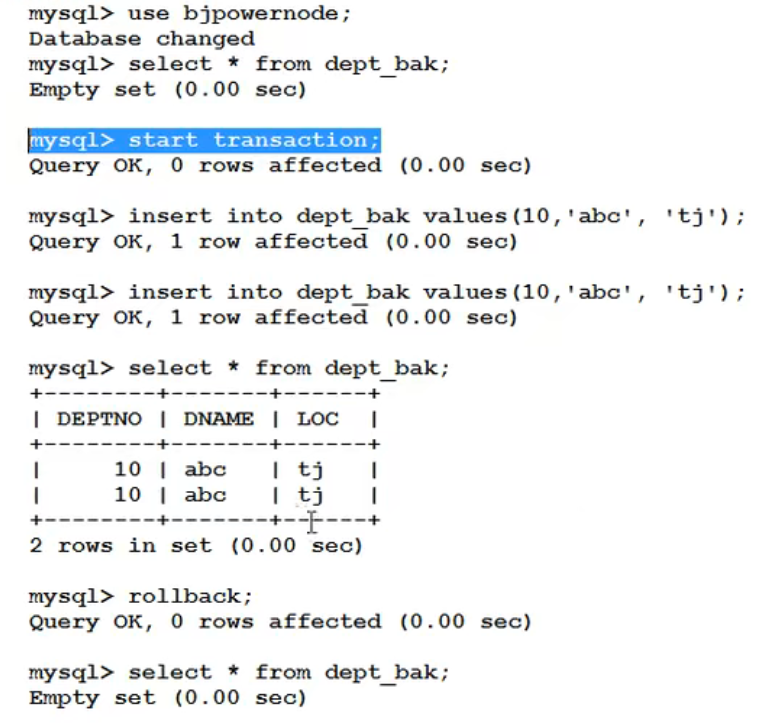 mysql> use bjpowernode;
Database changed
mysql> select * from dept_bak;
Empty set (0.00 sec)
mysql> start transaction;
Query OK, 0 rows affected (0.00 sec)
mysql> insert into dept_bak values(10,'abc', 'tj');
Query OK, 1 row affected (0.00 sec)
mysql> insert into dept_bak values(10,'abc', 'tj');
Query OK, 1 row affected (0.00 sec)
mysql> select * from dept_bak;
+--------+-------+------+
| DEPTNO | DNAME | LOC  |
+--------+-------+------+
|     10 | abc   | tj   |
|     10 | abc   | tj   |
+--------+-------+------+
2 rows in set (0.00 sec)
mysql> rollback;
Query OK, 0 rows affected (0.00 sec)
mysql> select * from dept_bak;
Empty set (0.00 sec)